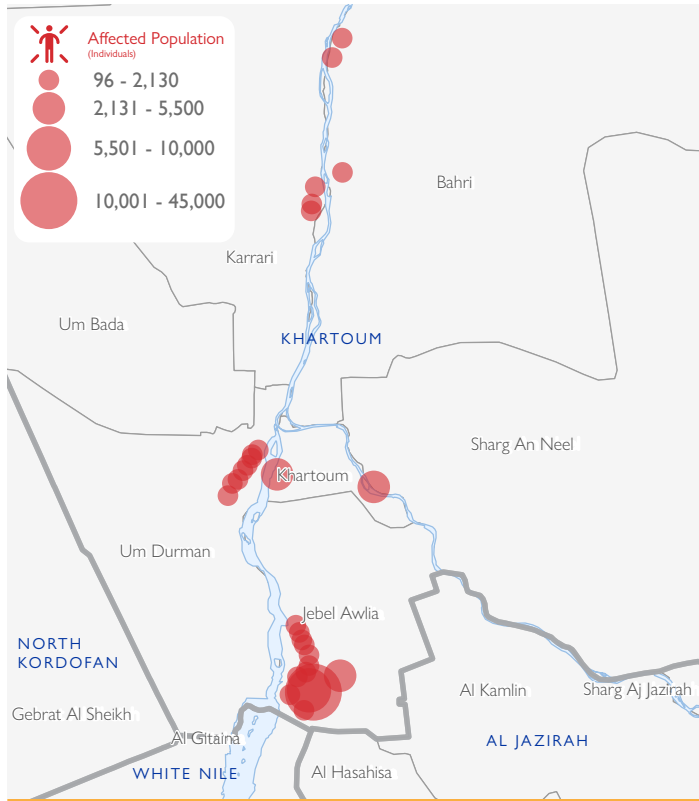 Affected Population
(Individuals)
96 - 2,130
2,131 - 5,500
5,501 - 10,000
10,001 - 45,000
Bahri
Karrari
Um Bada
KHARTOUM
Sharg An Neel
Khartoum
Um Durman
Jebel Awlia
NORTH
KORDOFAN
Al Kamlin
Sharg Aj Jazirah
Gebrat Al Sheikh
Al Gitaina
AL JAZIRAH
WHITE NILE
Al Hasahisa